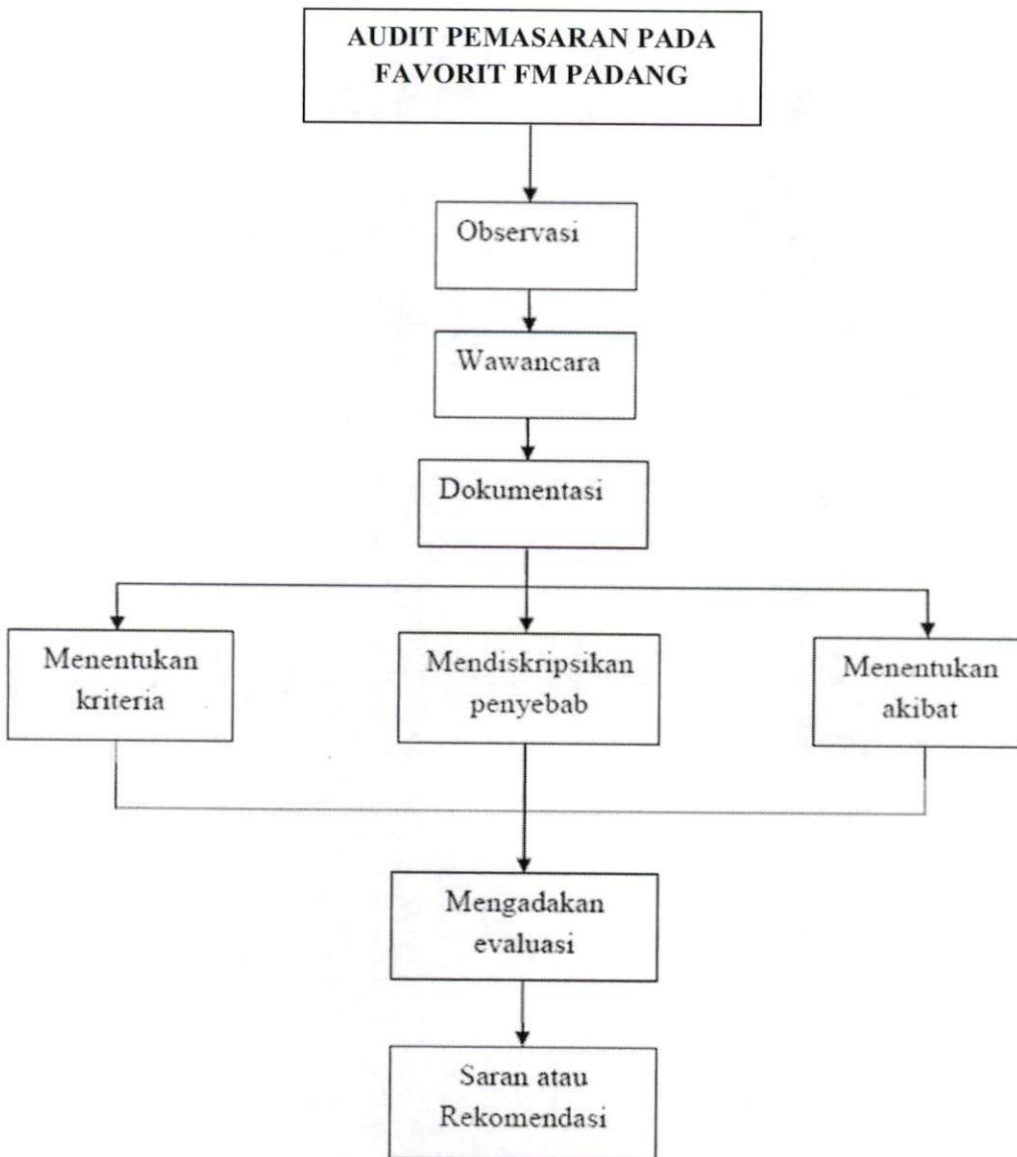 AUDIT PEMASARAN PADA
FAVORIT FM PADANG
Observasi
Wawancara
Dokumentasi
Menentukan
kriteria
Mendiskripsikan
penyebab
Menentukan
akibat
Mengadakan
evaluasi
Saran atau
Rekomendasi